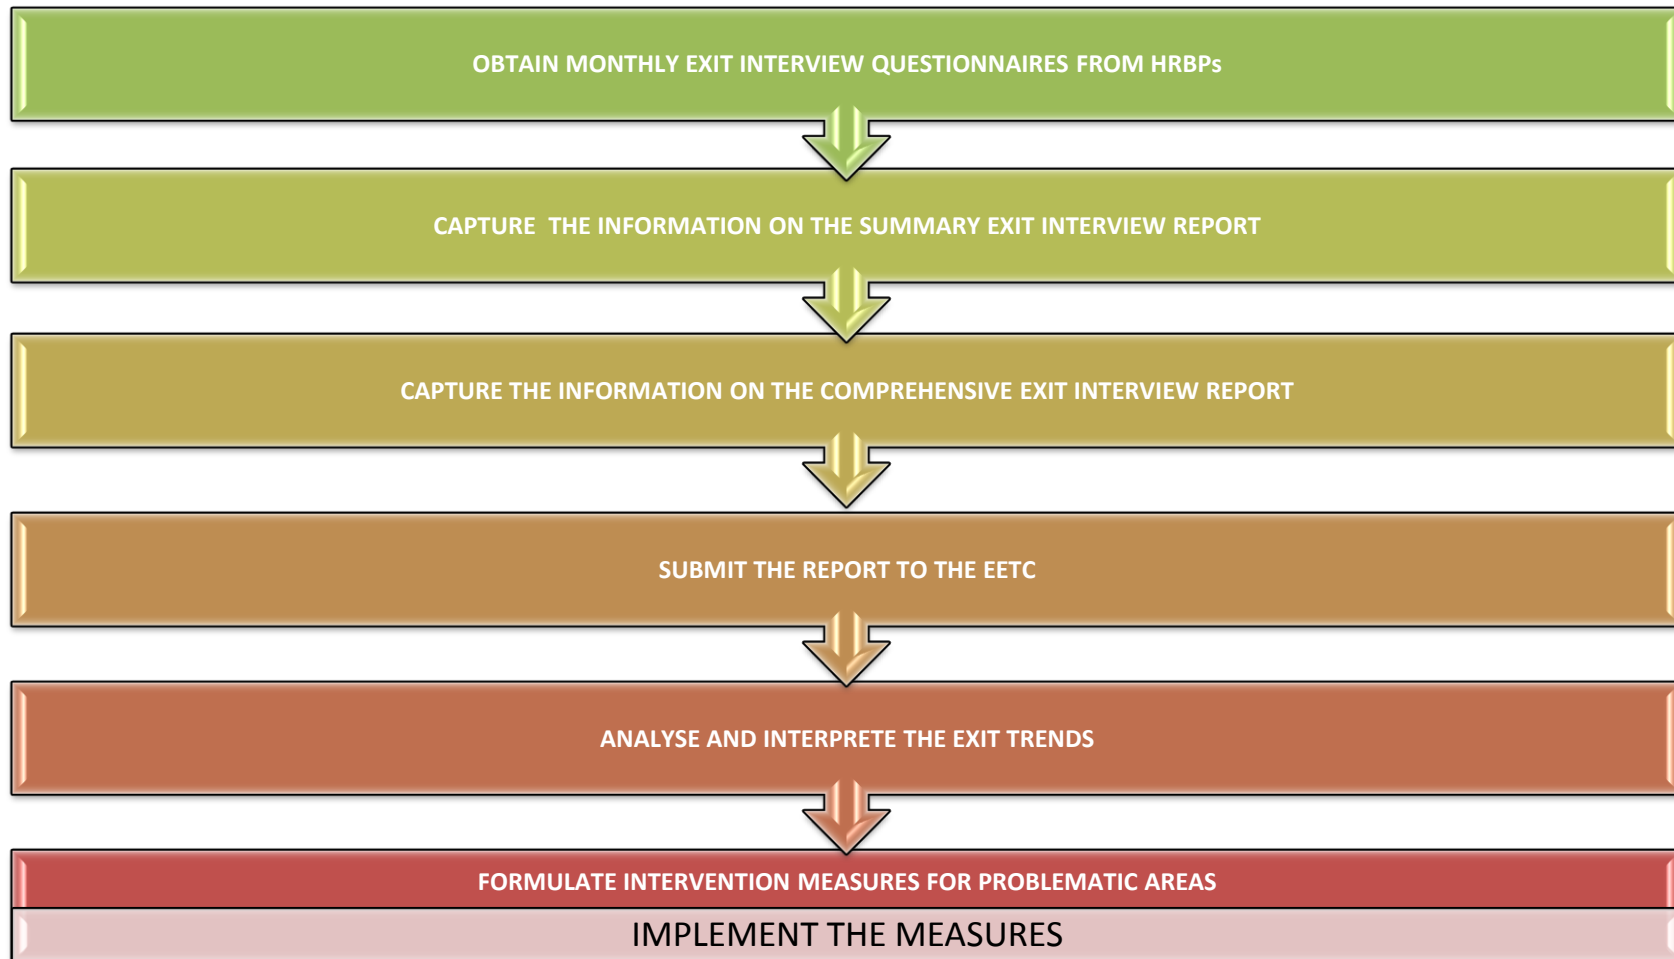 OBTAIN MONTHLY EXIT INTERVIEW QUESTIONNAIRES FROM HRBPs
CAPTURE  THE INFORMATION ON THE SUMMARY EXIT INTERVIEW REPORT
CAPTURE THE INFORMATION ON THE COMPREHENSIVE EXIT INTERVIEW REPORT
SUBMIT THE REPORT TO THE EETC
ANALYSE AND INTERPRETE THE EXIT TRENDS
FORMULATE INTERVENTION MEASURES FOR PROBLEMATIC AREAS
IMPLEMENT THE MEASURES